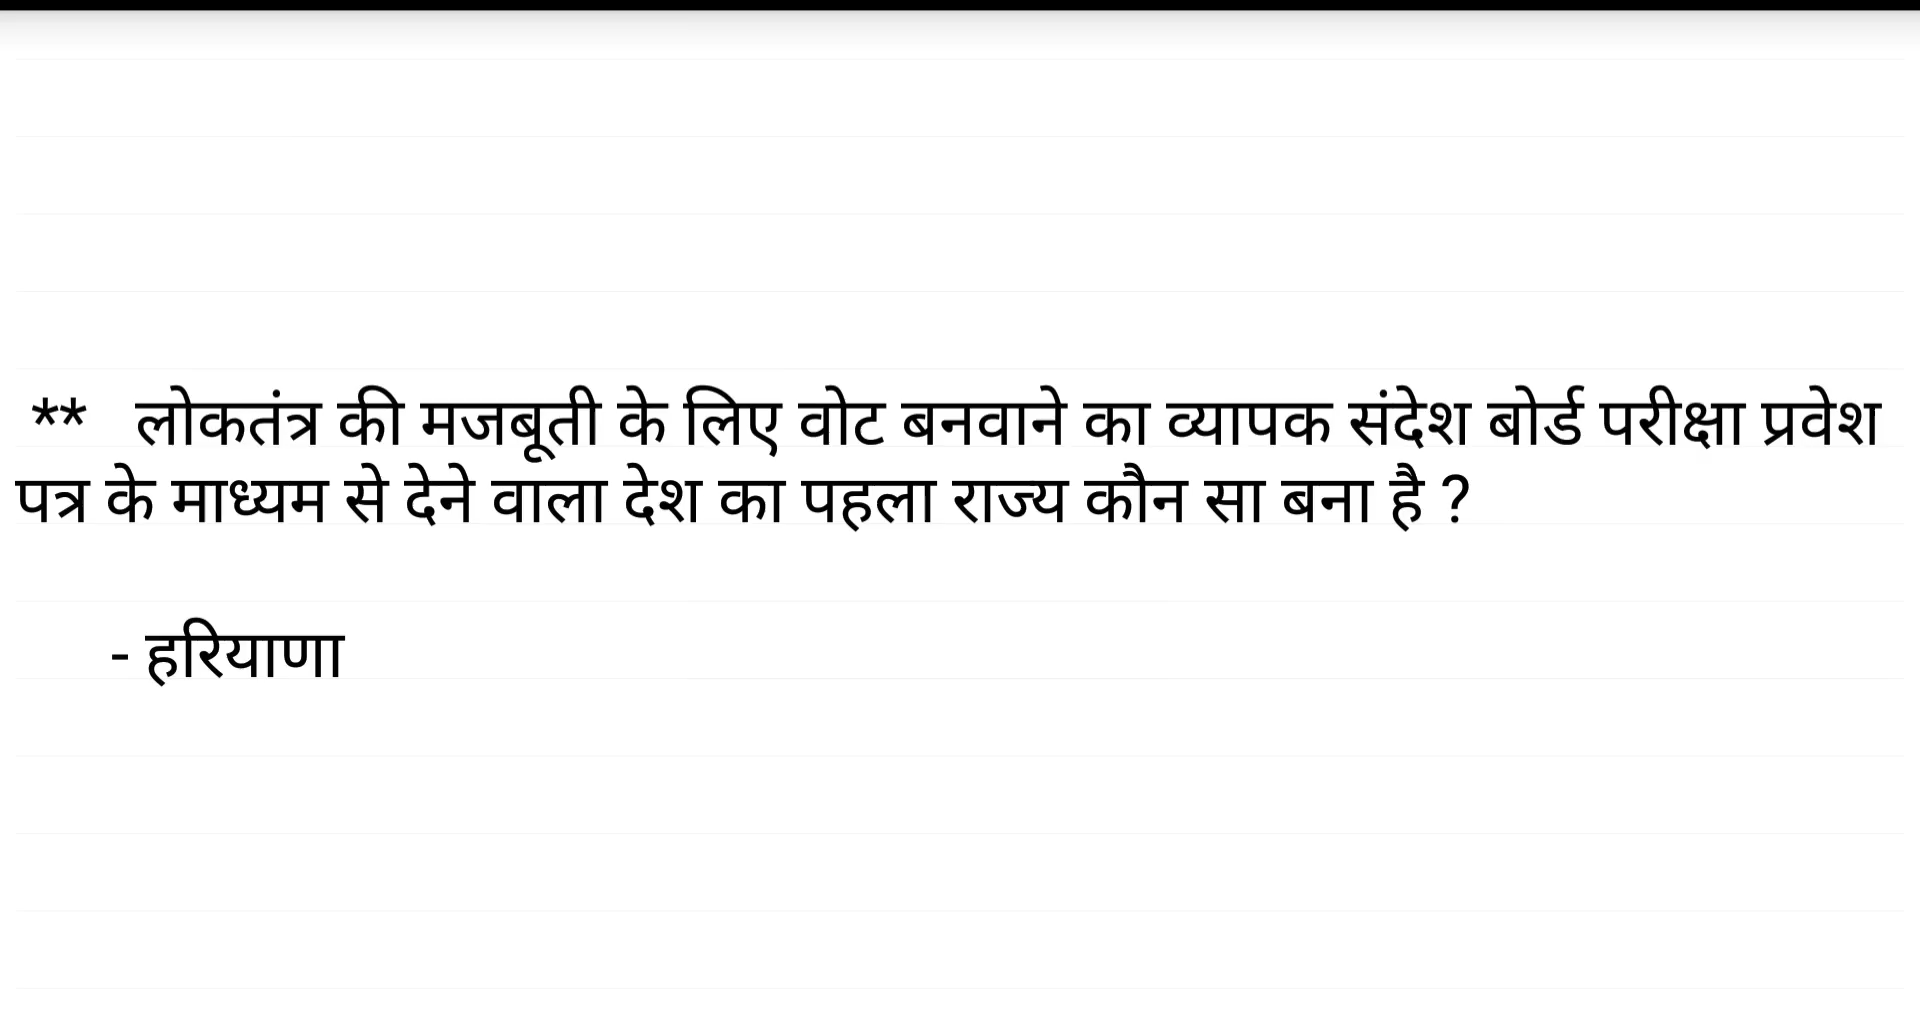 ** लोकतंत्र की मजबूती के लिए वोट बनवाने का व्यापक संदेश बोर्ड परीक्षा प्रवेश
पत्र के माध्यम से देने वाला देश का पहला राज्य कौन सा बना है ?
- हरियाणा